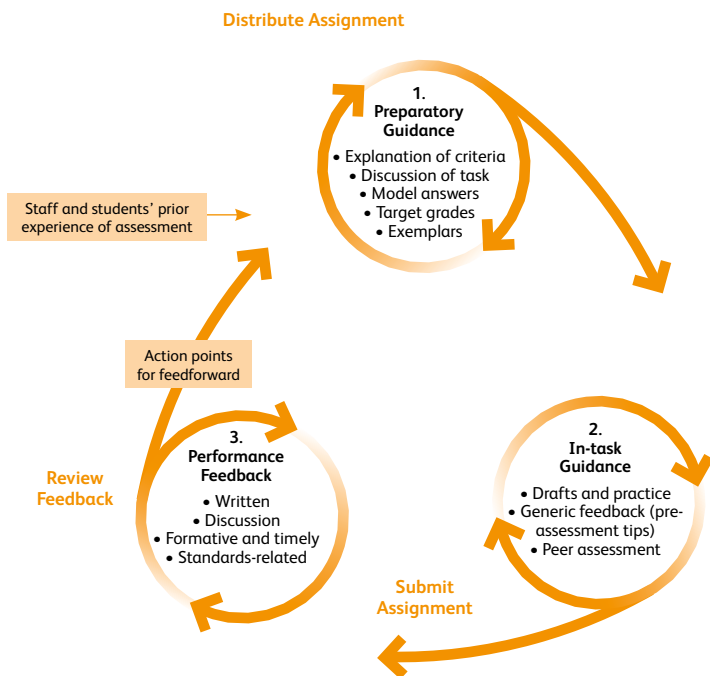 Distribute Assignment
1.
Preparatory
Guidance
• Explanation of criteria
• Discussion of task
• Model answers
• Target grades
• Exemplars
Staff and students’ prior
experience of assessment
Action points
for feedforward
2.
In-task
Guidance
• Drafts and practice
• Generic feedback (pre-
assessment tips)
• Peer assessment
3.
Performance
Feedback
• Written
• Discussion
• Formative and timely
• Standards-related
Review
Feedback
Submit
Assignment